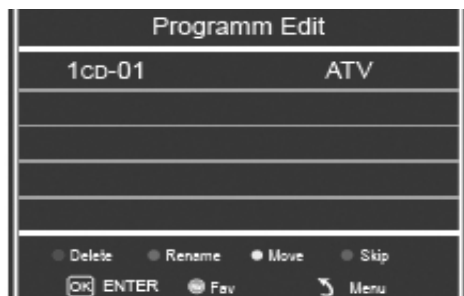 Programm Edit
1CD-01 ATV
Delete Rename Move Skip
OK ENTER Fav Menu